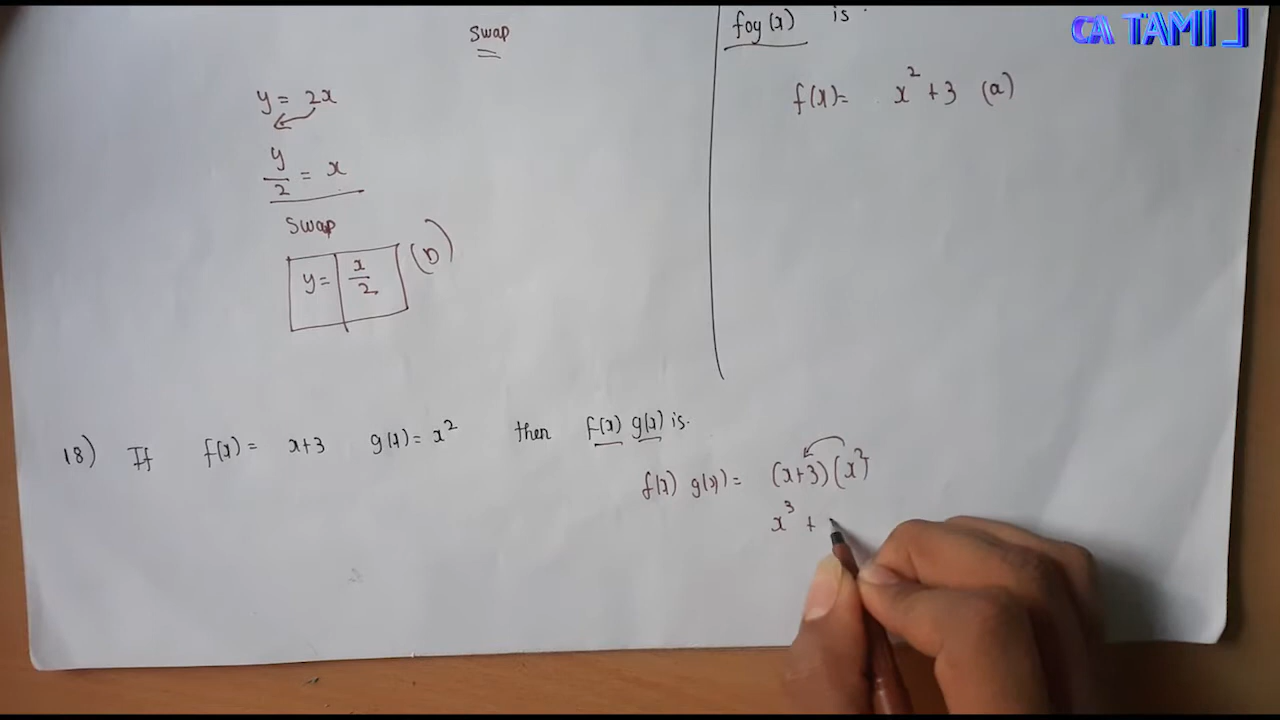 swap
y = 2x
y/2 = x
swap
y = | x/2 (D)
fog(x) is.
f(x) = x² + 3 (a)
CA TAMIL
18) If f(x) = x+3 g(x) = x² then f(x) g(x) is.
f(x) g(x) = (x+3)(x²)
x³ +